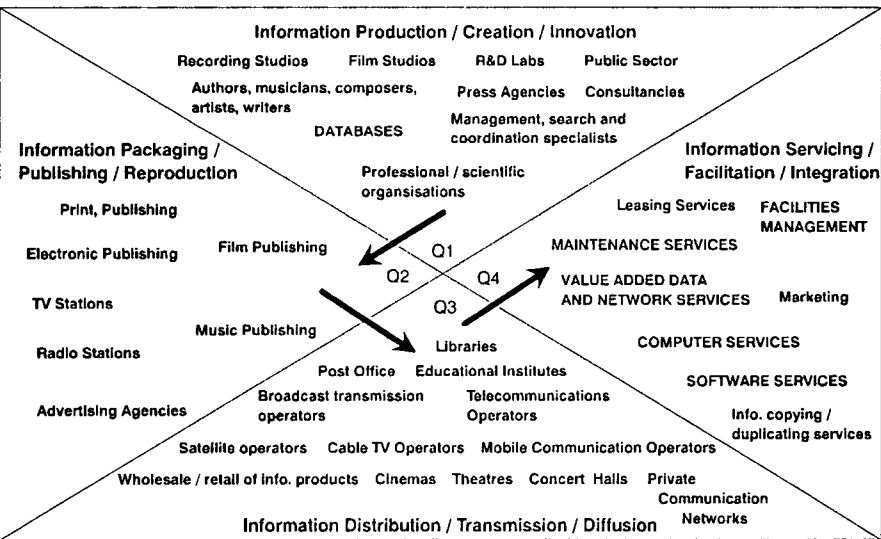 Information Production / Creation / Innovation
Recording Studios Film Studios R&D Labs Public Sector
Authors, musicians, composers,
artists, writers
Press Agencies Consultancies
DATABASES
Management, search and
coordination specialists
Professional / scientific
organsisations
Information Packaging /
Publishing / Reproduction
Print, Publishing
Electronic Publishing
Film Publishing
TV Stations
Music Publishing
Radio Stations
Advertising Agencies
Q1
Q2
Q4
Q3
Information Servicing /
Facilitation / Integration
Leasing Services
FACILITIES
MANAGEMENT
MAINTENANCE SERVICES
VALUE ADDED DATA
AND NETWORK SERVICES
Marketing
COMPUTER SERVICES
SOFTWARE SERVICES
Info. copying /
duplicating services
Libraries
Post Office Educational Institutes
Broadcast transmission
operators
Telecommunications
Operators
Satellite operators Cable TV Operators Mobile Communication Operators
Wholesale / retail of info. products Cinemas Theatres Concert Halls Private
Communication
Networks
Information Distribution / Transmission / Diffusion